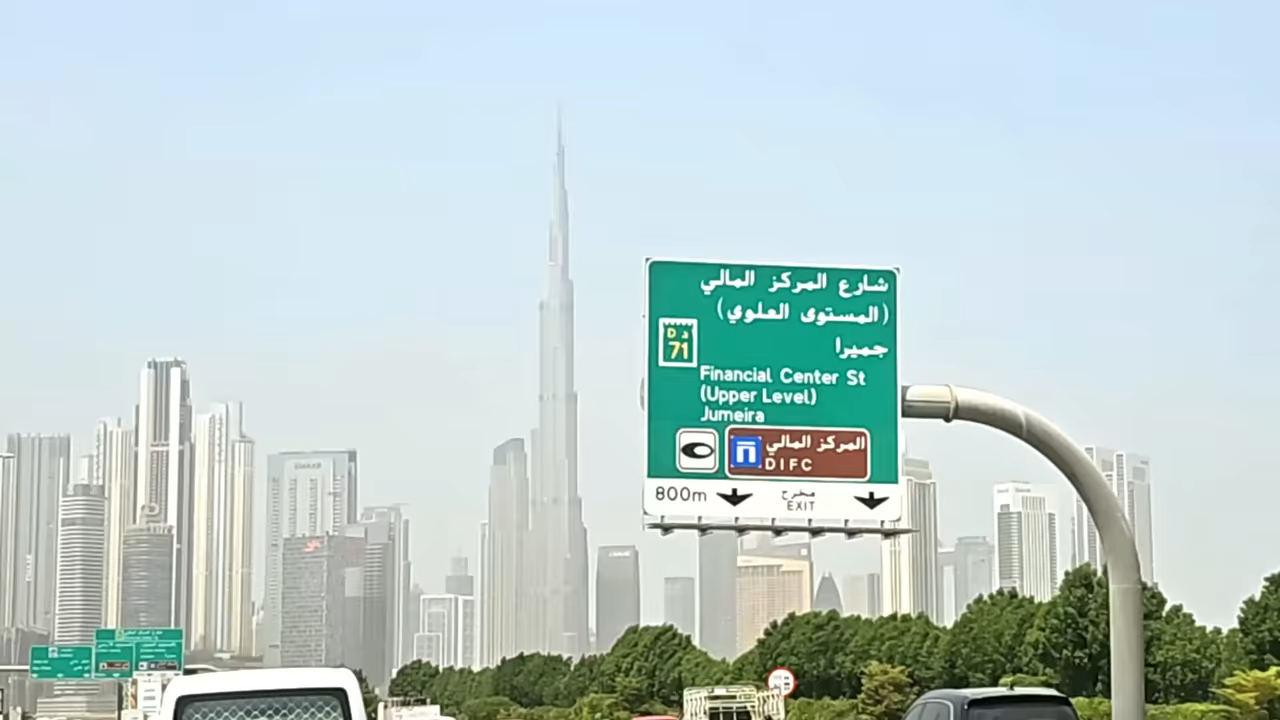 شارع المركز المالي
(المستوى العلوي)
جميرا
D د
71
Financial Center St
(Upper Level)
Jumeira
المركز المالي
DIFC
800m
مخرج
EXIT